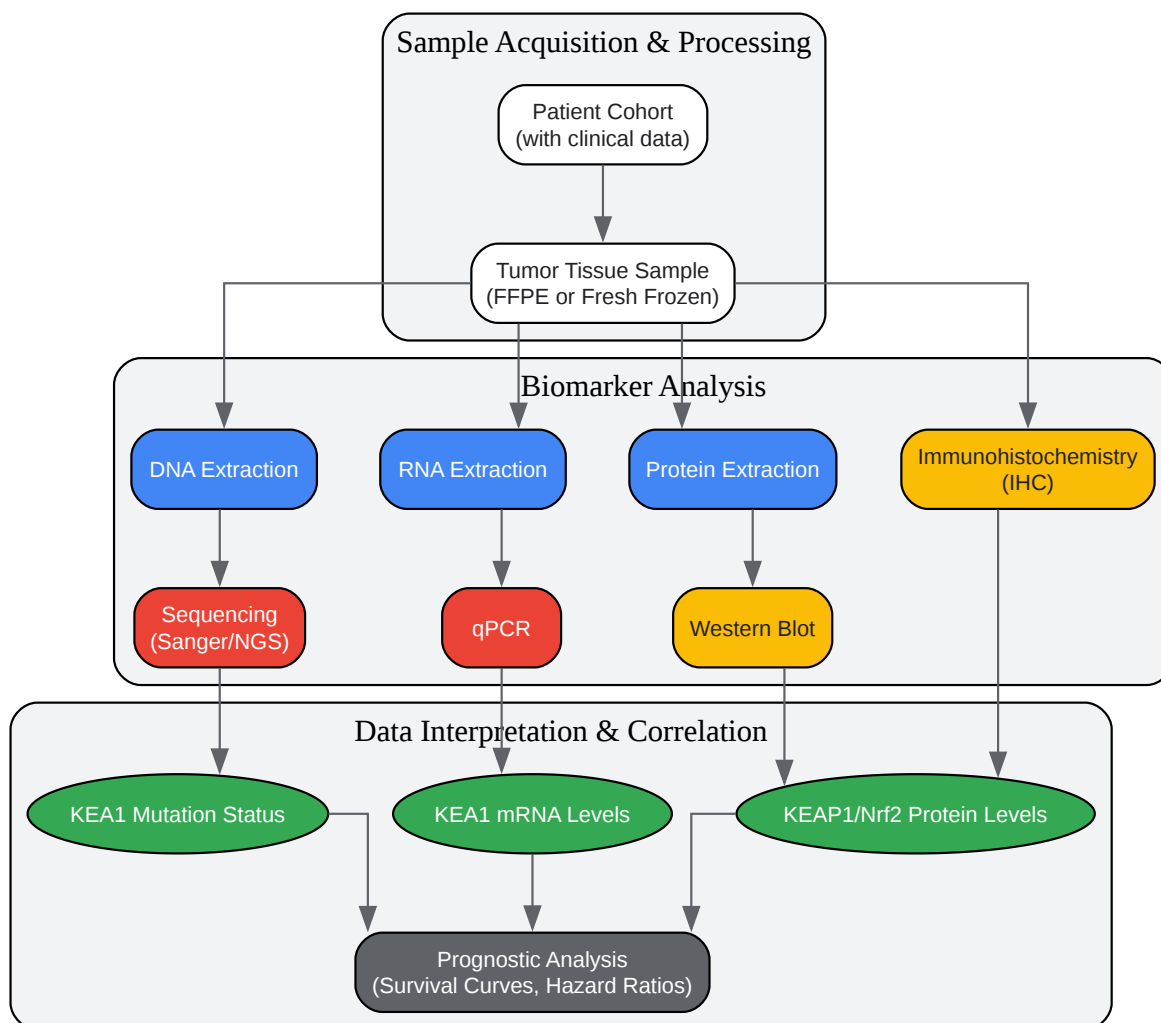 Sample Acquisition & Processing
Patient Cohort
(with clinical data)
Tumor Tissue Sample
(FFPE or Fresh Frozen)
Biomarker Analysis
DNA Extraction
RNA Extraction
Protein Extraction
Immunohistochemistry
(IHC)
Sequencing
(Sanger/NGS)
qPCR
Western Blot
Data Interpretation & Correlation
KEA1 Mutation Status
KEA1 mRNA Levels
KEAP1/Nrf2 Protein Levels
Prognostic Analysis
(Survival Curves, Hazard Ratios)